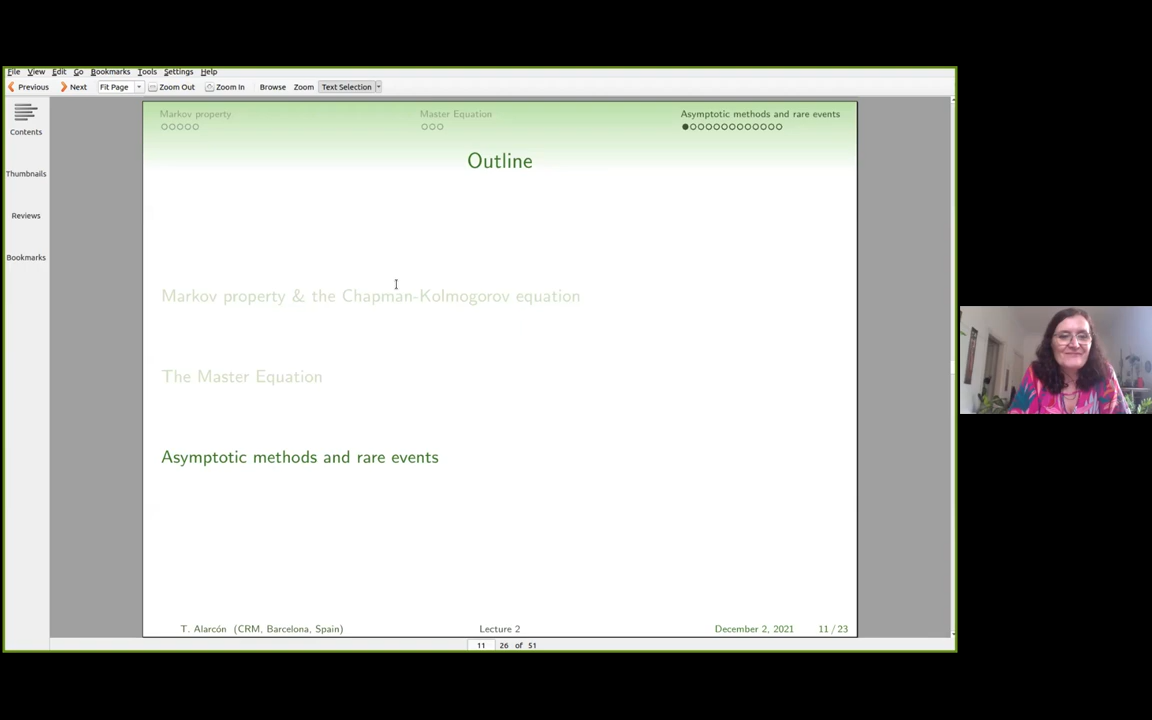 File View Edit Go Bookmarks Tools Settings Help
Previous Next Fit Page Zoom Out Zoom In Browse Zoom Text Selection
Contents
Thumbnails
Reviews
Bookmarks
Markov property Master Equation Asymptotic methods and rare events
Outline
Markov property & the Chapman-Kolmogorov equation
The Master Equation
Asymptotic methods and rare events
T. Alarcón (CRM, Barcelona, Spain) Lecture 2 December 2, 2021 11 / 23
11 26 of 51